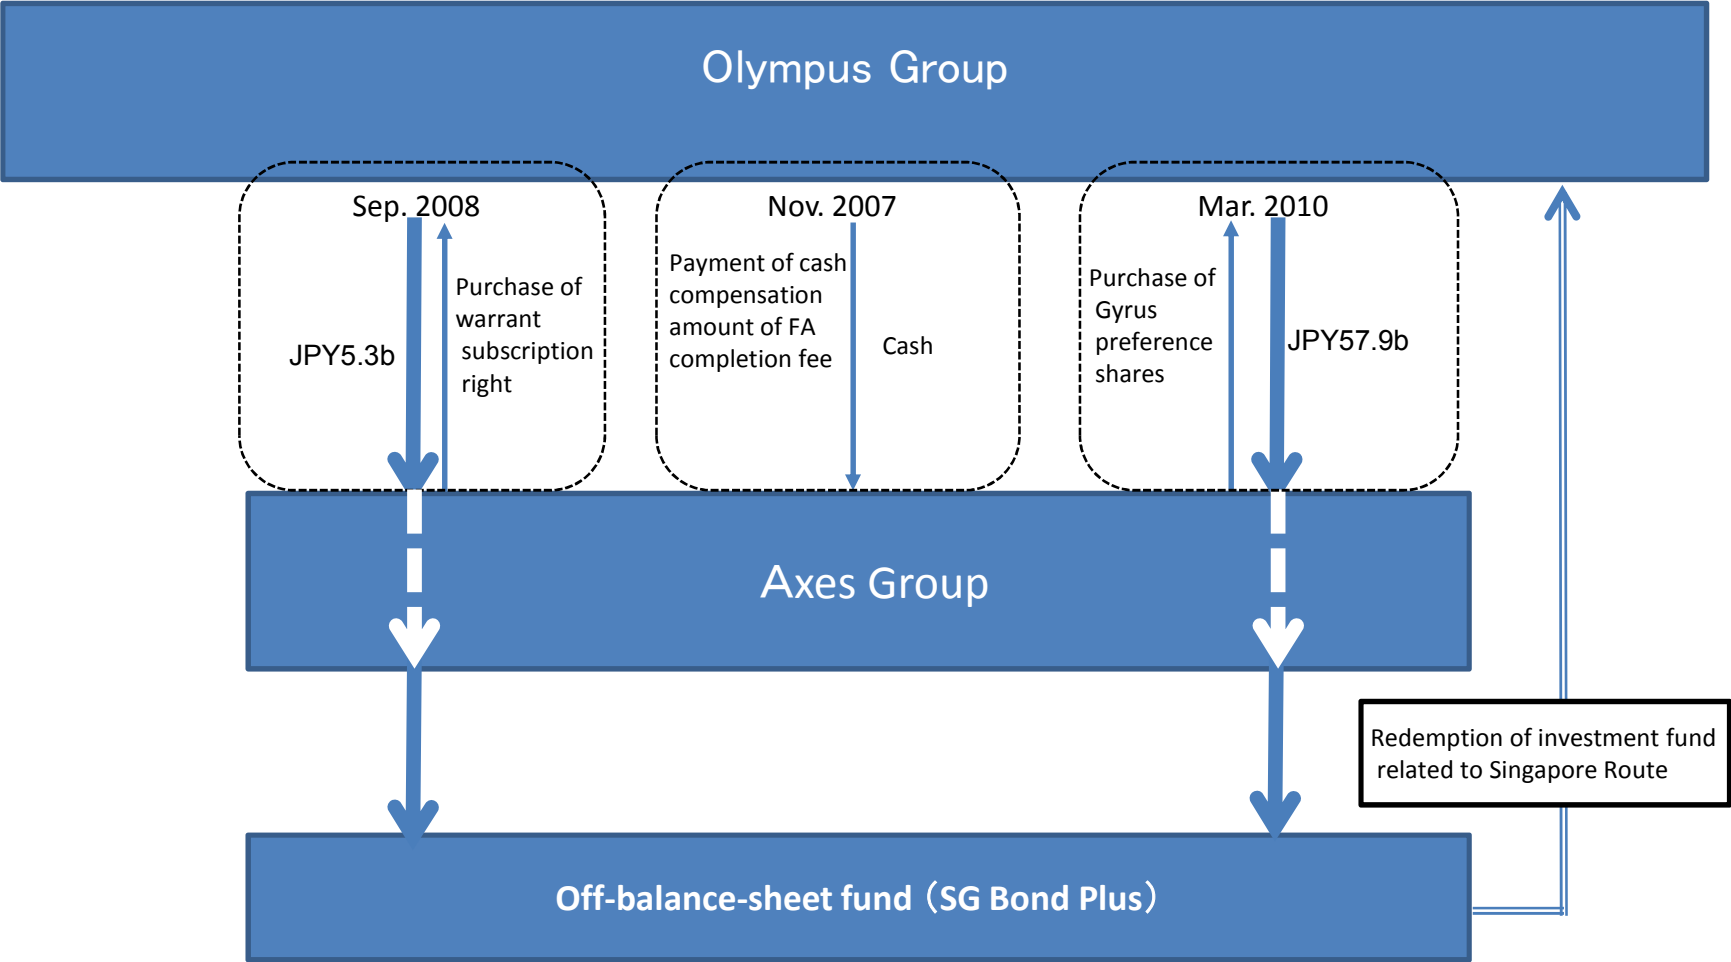 Olympus Group
Sep. 2008
JPY5.3b
Purchase of
warrant
subscription
right
Nov. 2007
Payment of cash
compensation
amount of FA
completion fee
Cash
Mar. 2010
Purchase of
Gyrus
preference
shares
JPY57.9b
Axes Group
Redemption of investment fund
related to Singapore Route
Off-balance-sheet fund（SG Bond Plus）